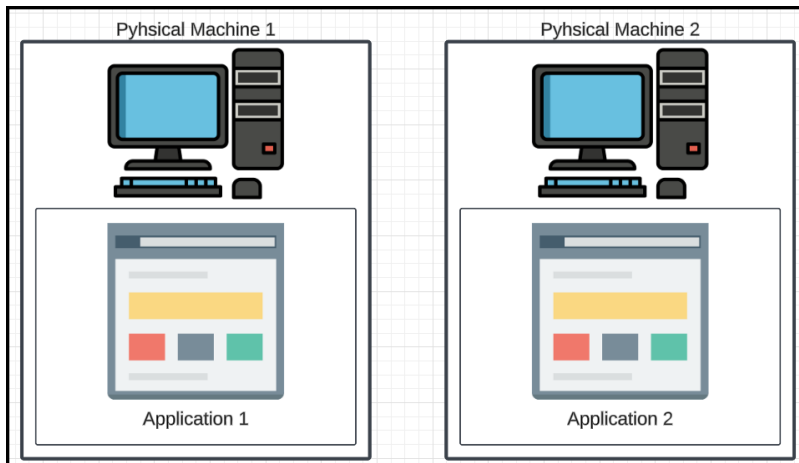 Pyhsical Machine 1
Pyhsical Machine 2
Application 1
Application 2